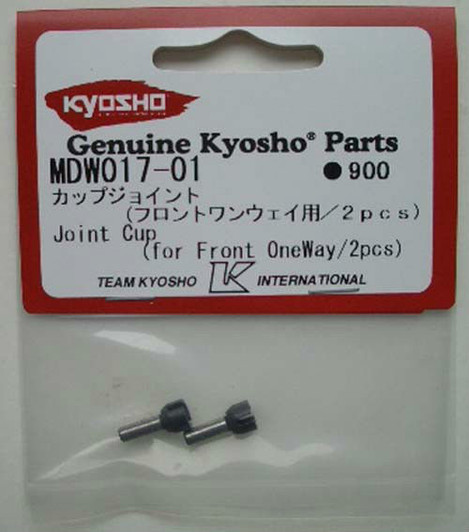 KYOSHO
Genuine Kyosho® Parts
MDW017-01 ●900
カップジョイント
(フロントワンウェイ用/2pcs)
Joint Cup
(for Front OneWay/2pcs)
TEAM KYOSHO K INTERNATIONAL